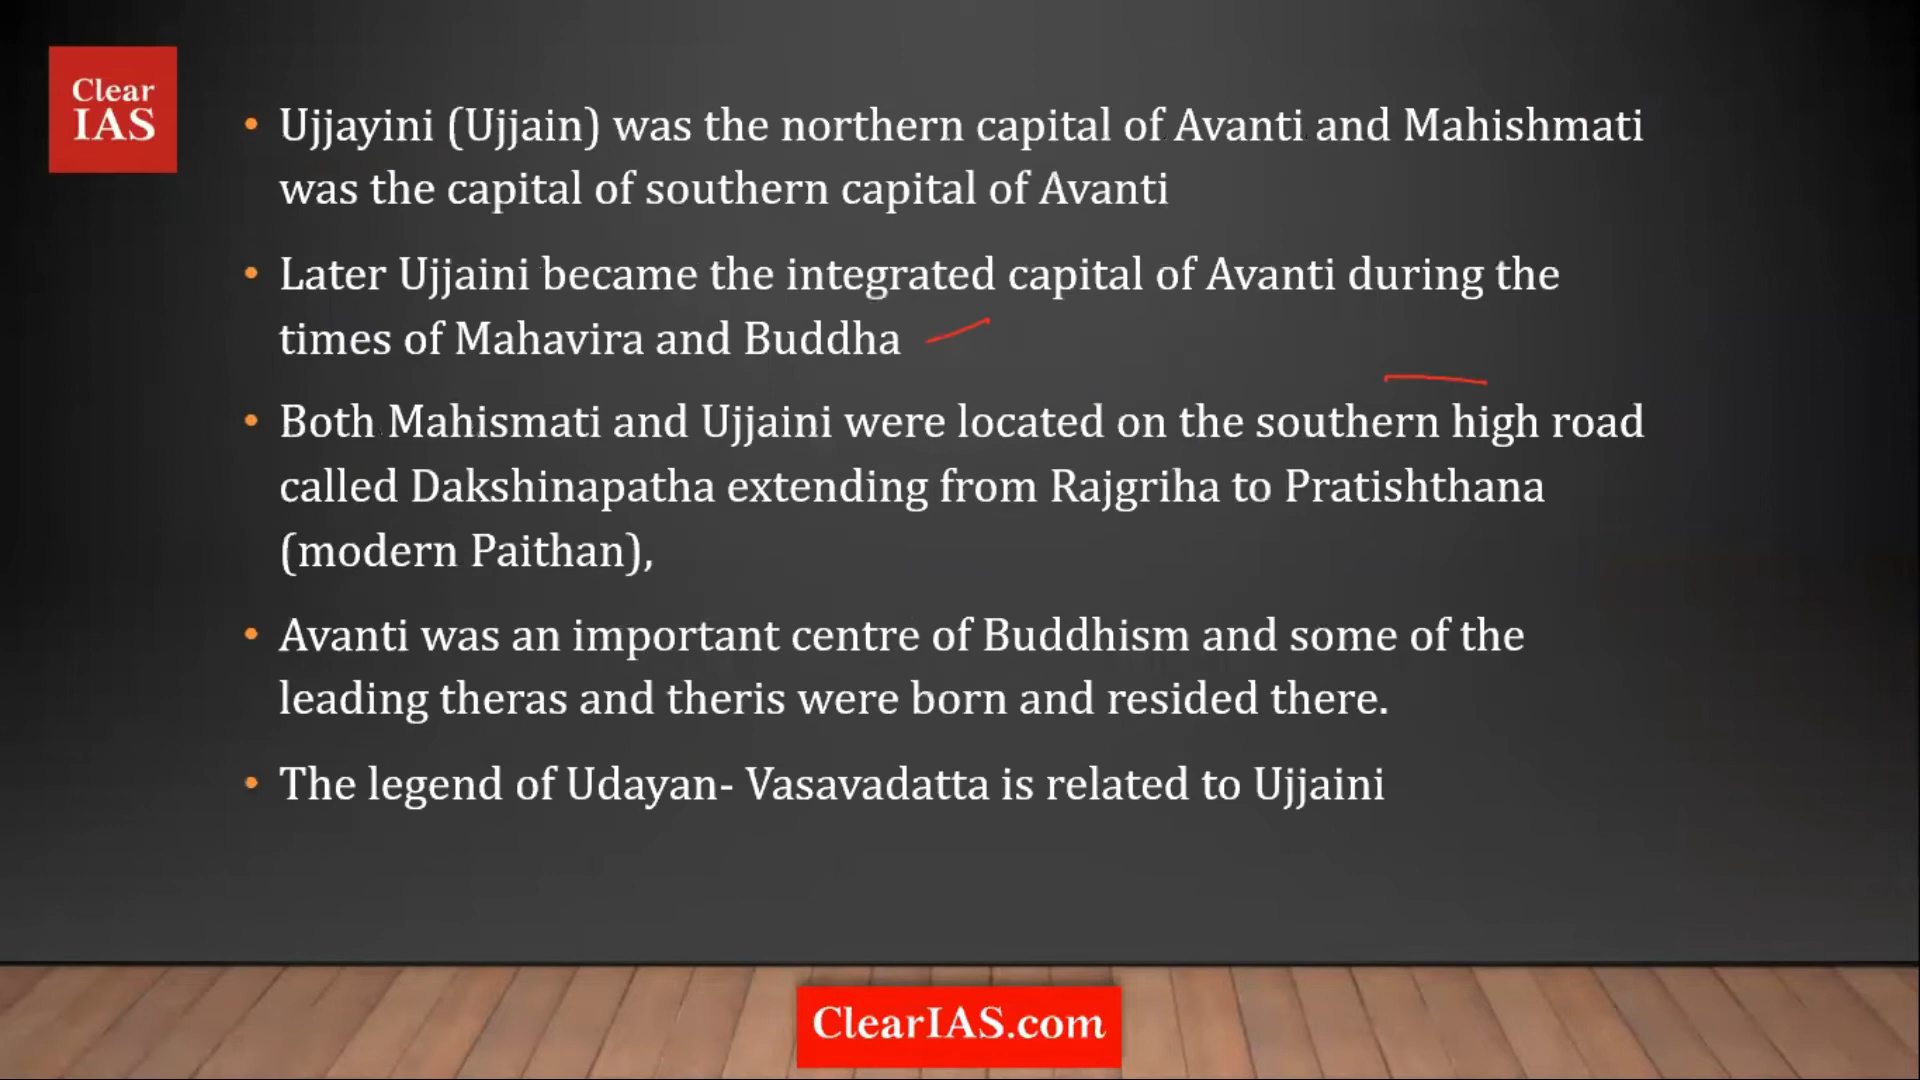 Clear
IAS
• Ujjayini (Ujjain) was the northern capital of Avanti and Mahishmati
was the capital of southern capital of Avanti
• Later Ujjaini became the integrated capital of Avanti during the
times of Mahavira and Buddha
• Both Mahismati and Ujjaini were located on the southern high road
called Dakshinapatha extending from Rajgriha to Pratishthana
(modern Paithan),
• Avanti was an important centre of Buddhism and some of the
leading theras and theris were born and resided there.
• The legend of Udayan- Vasavadatta is related to Ujjaini
ClearIAS.com